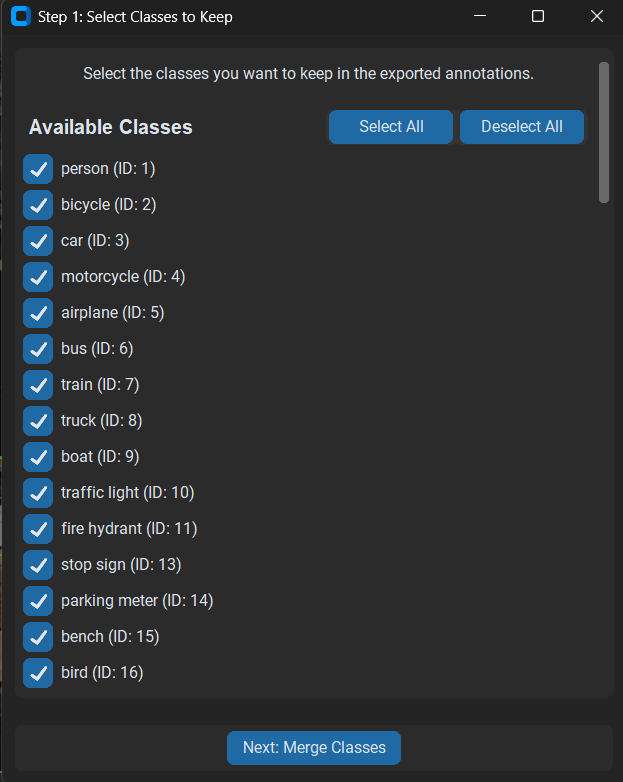 Step 1: Select Classes to Keep
Select the classes you want to keep in the exported annotations.
Available Classes
Select All
Deselect All
person (ID: 1)
bicycle (ID: 2)
car (ID: 3)
motorcycle (ID: 4)
airplane (ID: 5)
bus (ID: 6)
train (ID: 7)
truck (ID: 8)
boat (ID: 9)
traffic light (ID: 10)
fire hydrant (ID: 11)
stop sign (ID: 13)
parking meter (ID: 14)
bench (ID: 15)
bird (ID: 16)
Next: Merge Classes